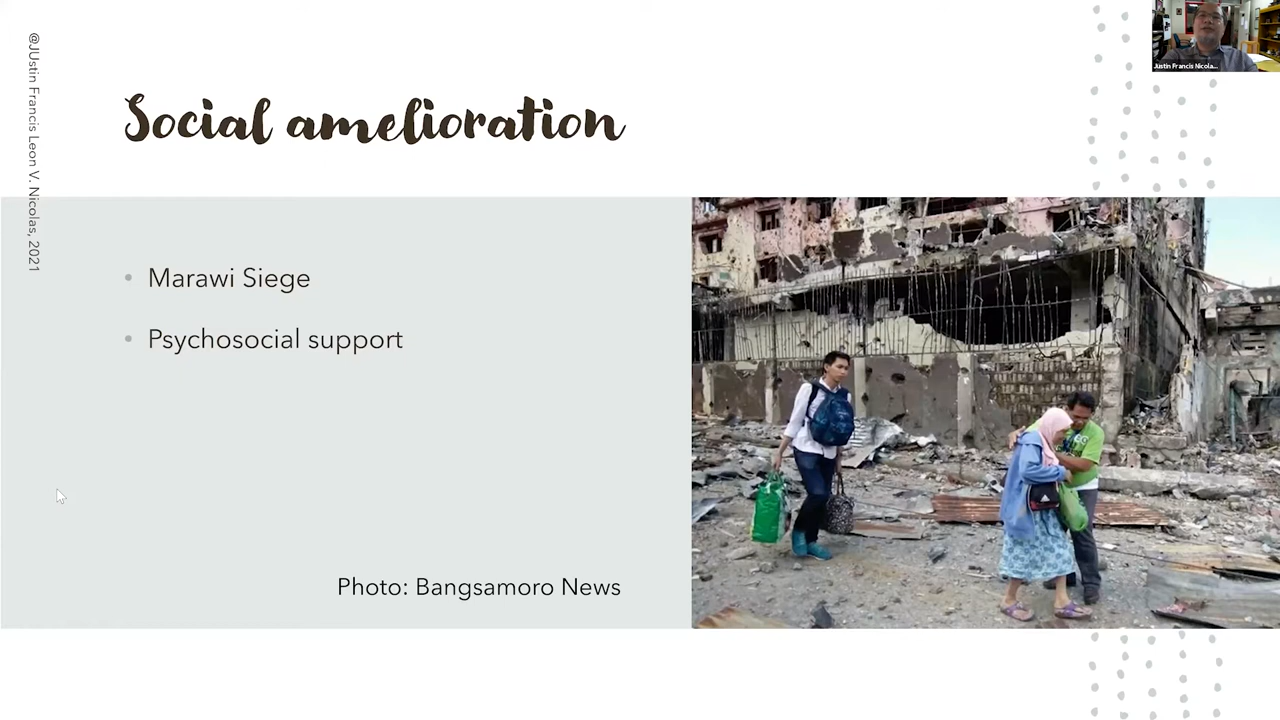 @JUstin Francis Leon V. Nicolas, 2021
Justin Francis Nicola...
Social amelioration
• Marawi Siege
• Psychosocial support
Photo: Bangsamoro News